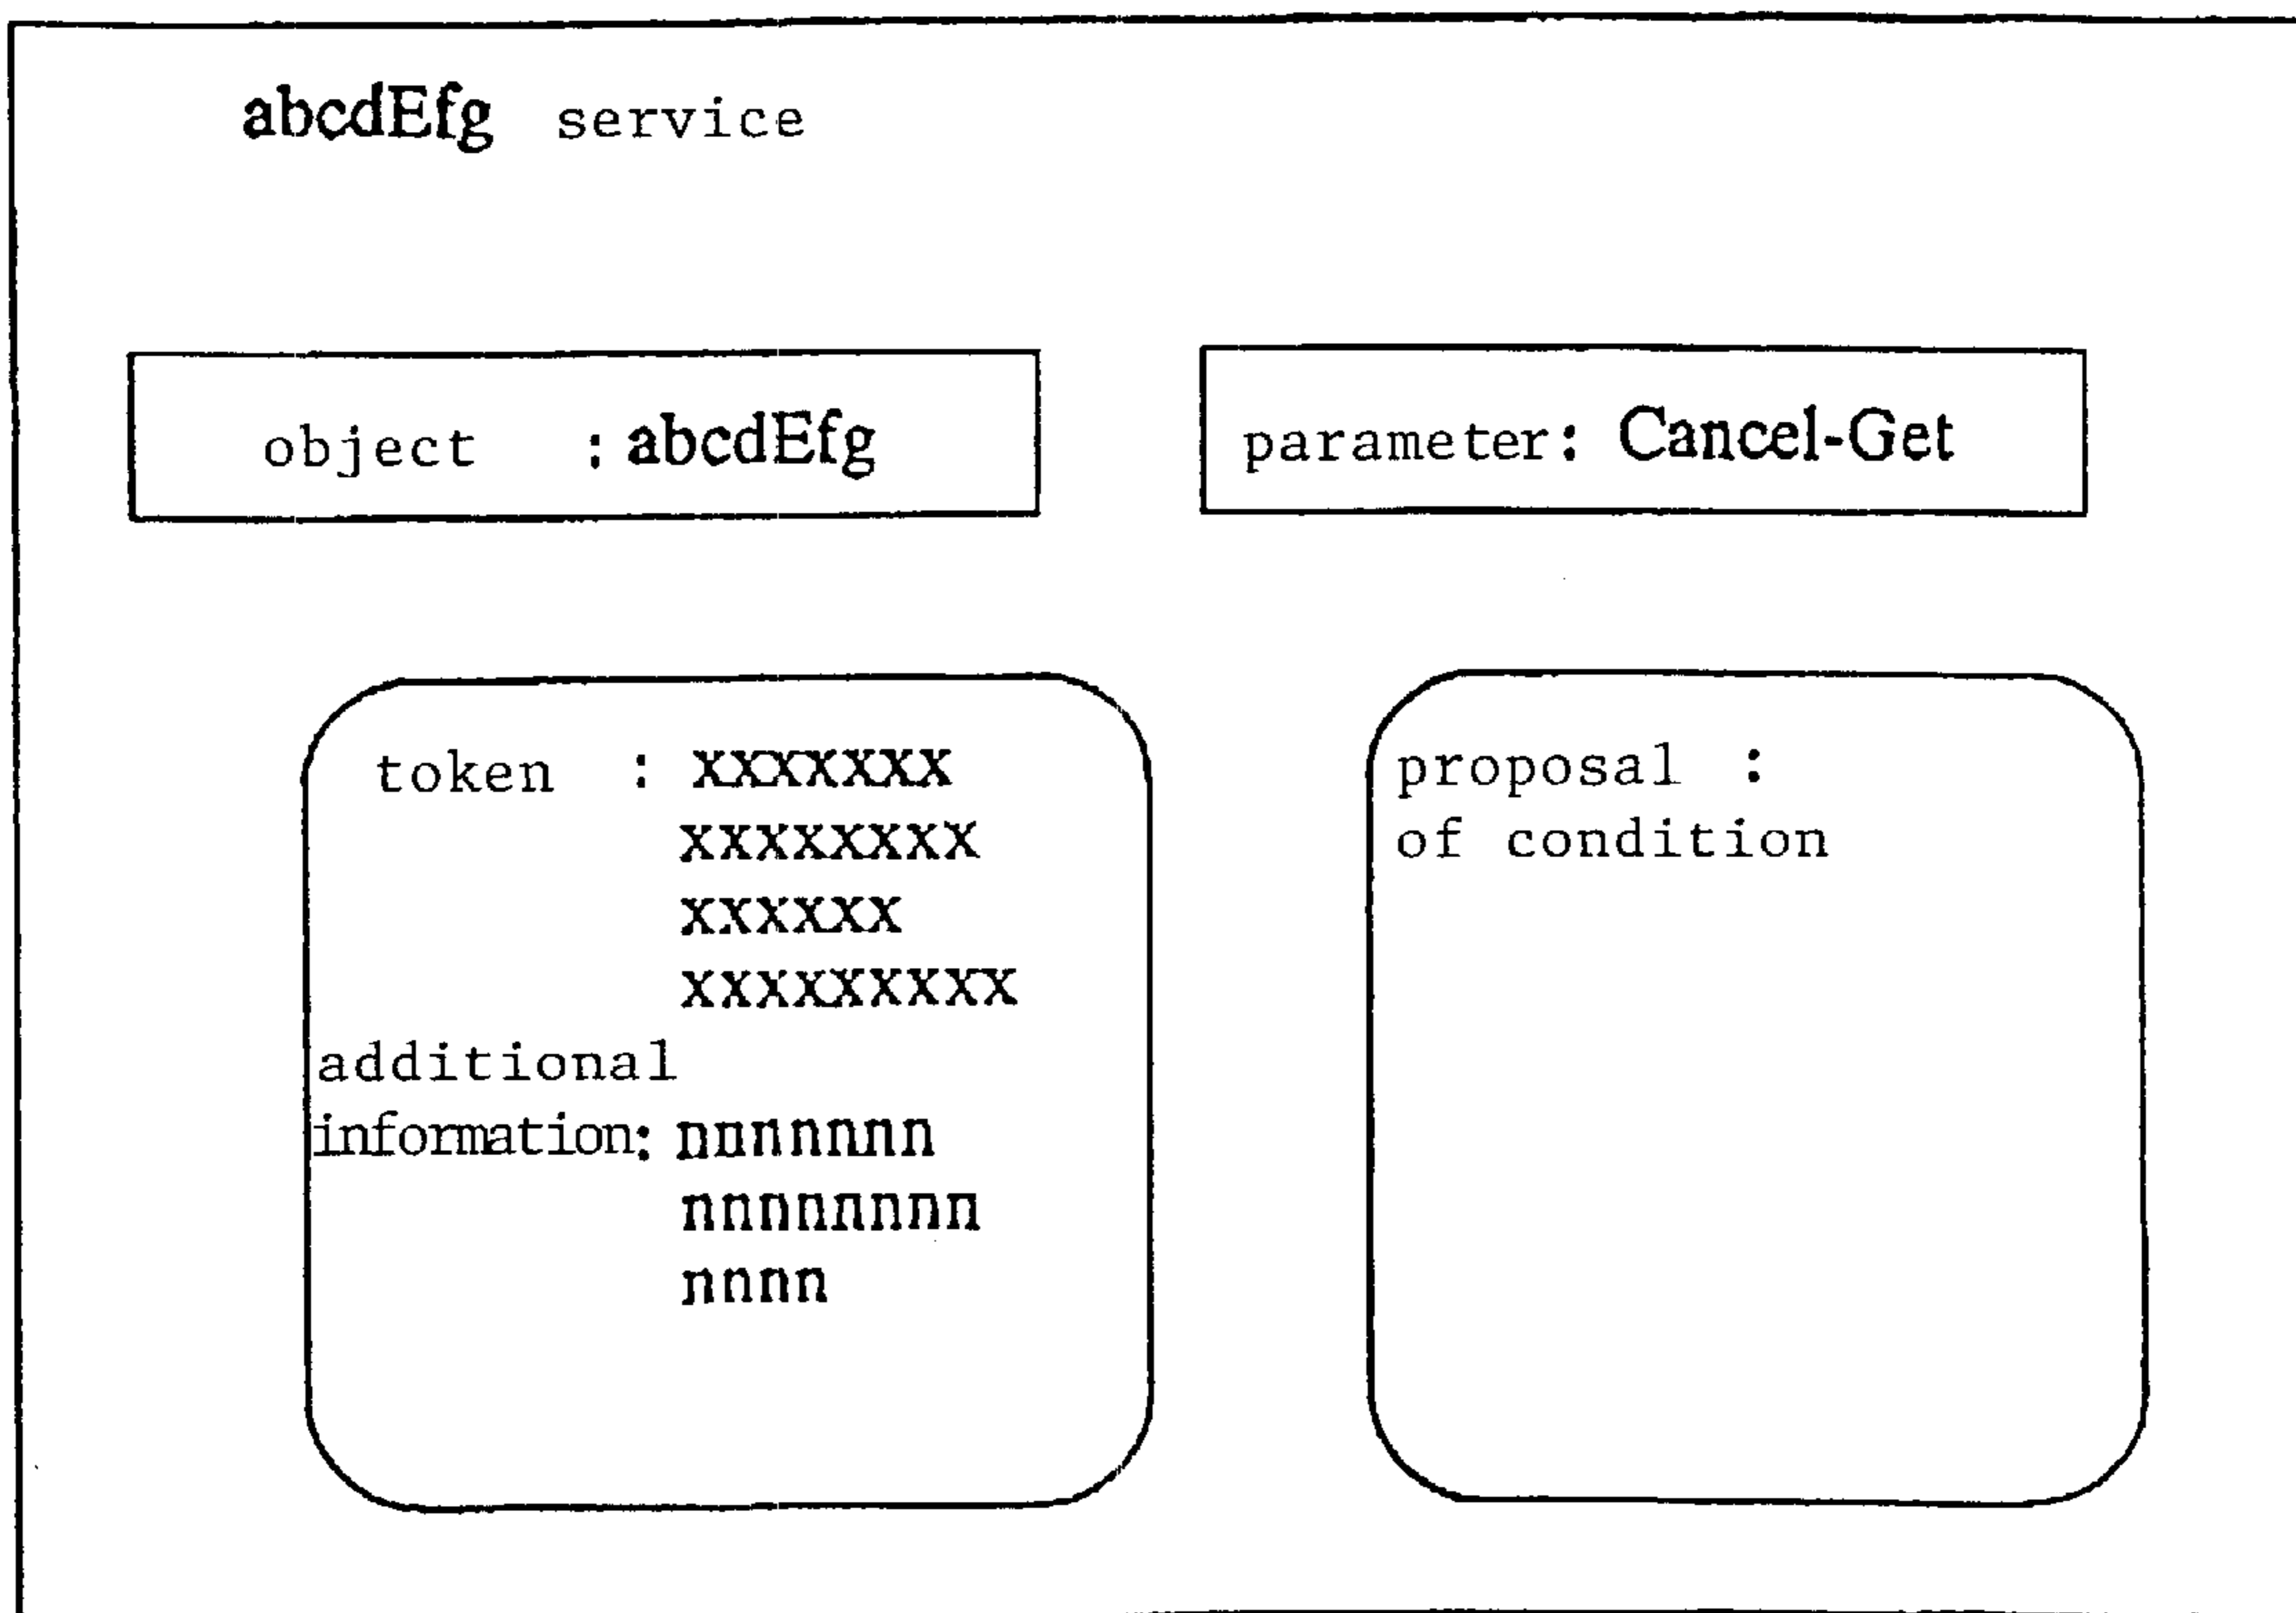 abcdEfg service
object : abcdEfg
parameter: Cancel-Get
token : xxxxxxx
xxxxxxxx
xxxxxx
xxxxxxxxx
additional
information: nnnnnnn
nnnnnnnn
nnnn
proposal :
of condition